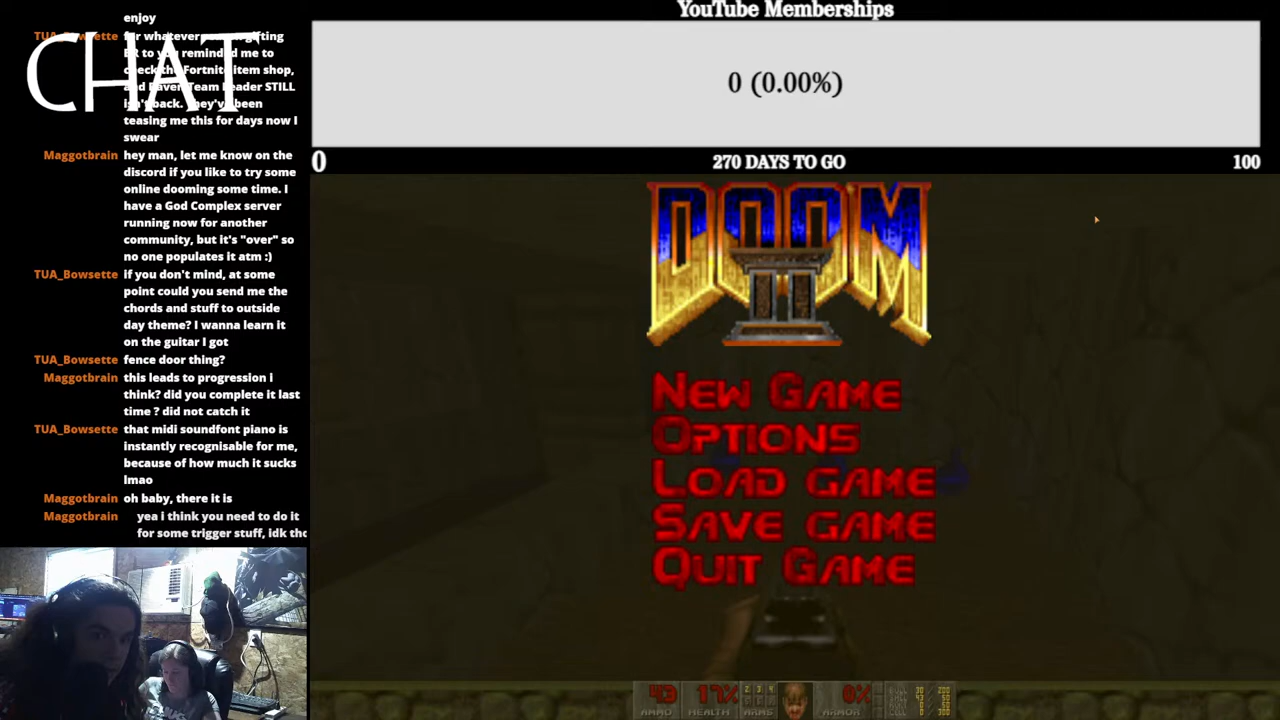 enjoy
TUA_Bowsette
check the Fortnite item shop,
teasing me this for days now I
swear
CHAT
Maggotbrain hey man, let me know on the
discord if you like to try some
online dooming some time. I
have a God Complex server
running now for another
community, but it's "over" so
no one populates it atm :)
TUA_Bowsette if you don't mind, at some
point could you send me the
chords and stuff to outside
day theme? I wanna learn it
on the guitar I got
TUA_Bowsette fence door thing?
Maggotbrain this leads to progression i
think? did you complete it last
time ? did not catch it
TUA_Bowsette that midi soundfont piano is
instantly recognisable for me,
because of how much it sucks
lmao
Maggotbrain oh baby, there it is
Maggotbrain yea i think you need to do it
for some trigger stuff, idk tho
YouTube Memberships
0 (0.00%)
0 270 DAYS TO GO 100
DOOM
II
New Game
Options
Load Game
Save Game
Quit Game
43 17% 0%
AMMO HEALTH ARMS ARMOR